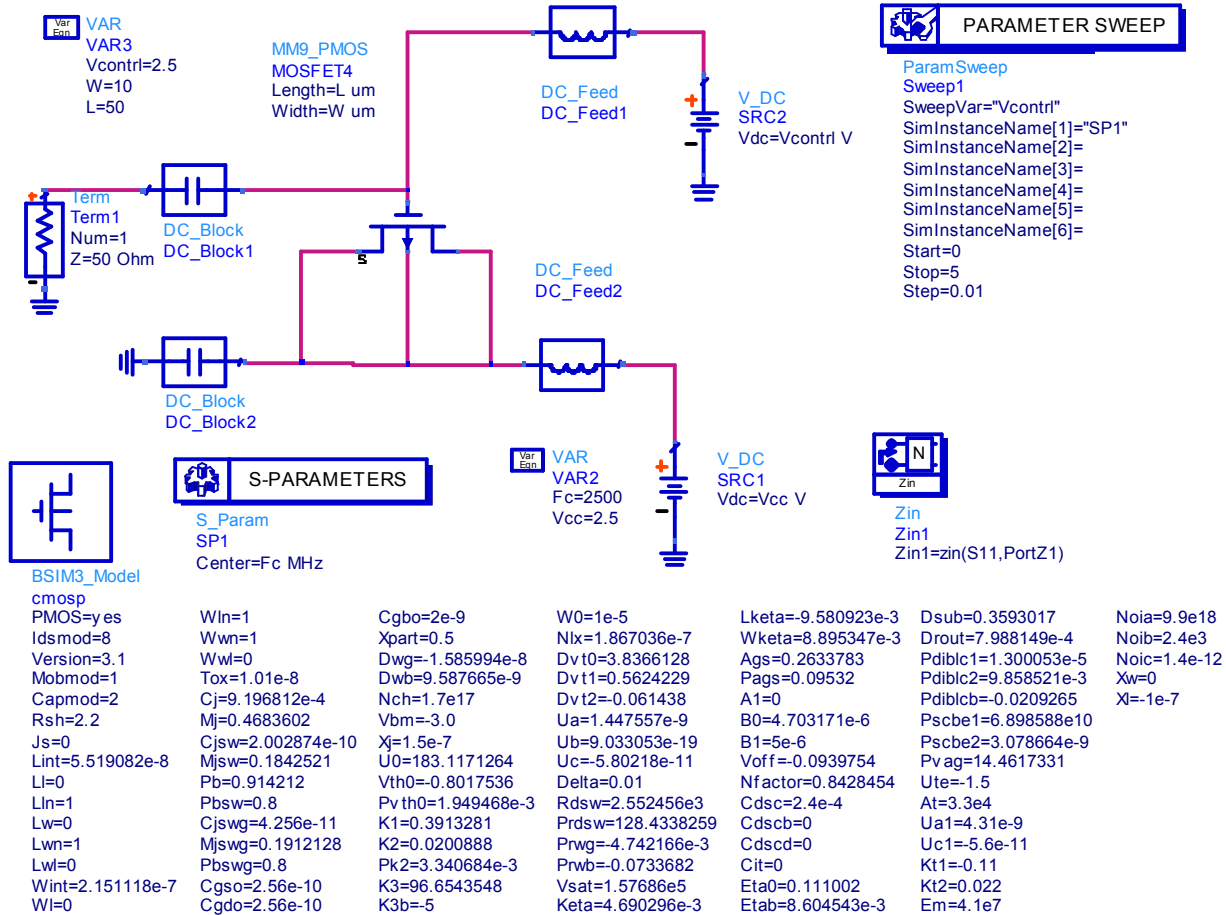 Var
Eqn
VAR
VAR3
Vcontrl=2.5
W=10
L=50
MM9_PMOS
MOSFET4
Length=L um
Width=W um
DC_Feed
DC_Feed1
V_DC
SRC2
Vdc=Vcontrl V
PARAMETER SWEEP
ParamSweep
Sweep1
SweepVar="Vcontrl"
SimInstanceName[1]="SP1"
SimInstanceName[2]=
SimInstanceName[3]=
SimInstanceName[4]=
SimInstanceName[5]=
SimInstanceName[6]=
Start=0
Stop=5
Step=0.01
Term
Term1
Num=1
Z=50 Ohm
DC_Block
DC_Block1
S
DC_Feed
DC_Feed2
DC_Block
DC_Block2
S-PARAMETERS
S_Param
SP1
Center=Fc MHz
Var
Eqn
VAR
VAR2
Fc=2500
Vcc=2.5
V_DC
SRC1
Vdc=Vcc V
N
Zin
Zin
Zin1
Zin1=zin(S11,PortZ1)
BSIM3_Model
cmosp
PMOS=yes
Idsmod=8
Version=3.1
Mobmod=1
Capmod=2
Rsh=2.2
Js=0
Lint=5.519082e-8
Ll=0
Lln=1
Lw=0
Lwn=1
Lwl=0
Wint=2.151118e-7
Wl=0
Wln=1
Wwn=1
Wwl=0
Tox=1.01e-8
Cj=9.196812e-4
Mj=0.4683602
Cjsw=2.002874e-10
Mjsw=0.1842521
Pb=0.914212
Pbsw=0.8
Cjswg=4.256e-11
Mjswg=0.1912128
Pbswg=0.8
Cgso=2.56e-10
Cgdo=2.56e-10
Cgbo=2e-9
Xpart=0.5
Dwg=-1.585994e-8
Dwb=9.587665e-9
Nch=1.7e17
Vbm=-3.0
Xj=1.5e-7
U0=183.1171264
Vth0=-0.8017536
Pvth0=1.949468e-3
K1=0.3913281
K2=0.0200888
Pk2=3.340684e-3
K3=96.6543548
K3b=-5
W0=1e-5
Nlx=1.867036e-7
Dvt0=3.8366128
Dvt1=0.5624229
Dvt2=-0.061438
Ua=1.447557e-9
Ub=9.033053e-19
Uc=-5.80218e-11
Delta=0.01
Rdsw=2.552456e3
Prdsw=128.4338259
Prwg=-4.742166e-3
Prwb=-0.0733682
Vsat=1.57686e5
Keta=4.690296e-3
Lketa=-9.580923e-3
Wketa=8.895347e-3
Ags=0.2633783
Pags=0.09532
A1=0
B0=4.703171e-6
B1=5e-6
Voff=-0.0939754
Nfactor=0.8428454
Cdsc=2.4e-4
Cdscb=0
Cdscd=0
Cit=0
Eta0=0.111002
Etab=8.604543e-3
Dsub=0.3593017
Drout=7.988149e-4
Pdiblc1=1.300053e-5
Pdiblc2=9.858521e-3
Pdiblcb=-0.0209265
Pscbe1=6.898588e10
Pscbe2=3.078664e-9
Pvag=14.4617331
Ute=-1.5
At=3.3e4
Ua1=4.31e-9
Uc1=-5.6e-11
Kt1=-0.11
Kt2=0.022
Em=4.1e7
Noia=9.9e18
Noib=2.4e3
Noic=1.4e-12
Xw=0
Xl=-1e-7